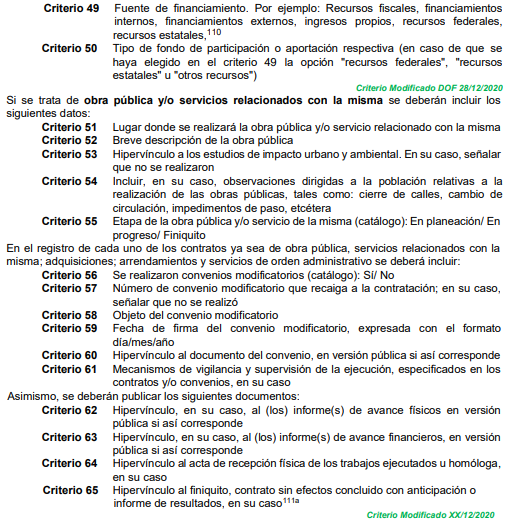 Criterio 49 Fuente de financiamiento. Por ejemplo: Recursos fiscales, financiamientos
internos, financiamientos externos, ingresos propios, recursos federales,
recursos estatales,110
Criterio 50 Tipo de fondo de participación o aportación respectiva (en caso de que se
haya elegido en el criterio 49 la opción "recursos federales", "recursos
estatales" u "otros recursos")
Criterio Modificado DOF 28/12/2020
Si se trata de obra pública y/o servicios relacionados con la misma se deberán incluir los
siguientes datos:
Criterio 51 Lugar donde se realizará la obra pública y/o servicio relacionado con la misma
Criterio 52 Breve descripción de la obra pública
Criterio 53 Hipervínculo a los estudios de impacto urbano y ambiental. En su caso, señalar
que no se realizaron
Criterio 54 Incluir, en su caso, observaciones dirigidas a la población relativas a la
realización de las obras públicas, tales como: cierre de calles, cambio de
circulación, impedimentos de paso, etcétera
Criterio 55 Etapa de la obra pública y/o servicio de la misma (catálogo): En planeación/ En
progreso/ Finiquito
En el registro de cada uno de los contratos ya sea de obra pública, servicios relacionados con la
misma; adquisiciones; arrendamientos y servicios de orden administrativo se deberá incluir:
Criterio 56 Se realizaron convenios modificatorios (catálogo): Sí/ No
Criterio 57 Número de convenio modificatorio que recaiga a la contratación; en su caso,
señalar que no se realizó
Criterio 58 Objeto del convenio modificatorio
Criterio 59 Fecha de firma del convenio modificatorio, expresada con el formato
día/mes/año
Criterio 60 Hipervínculo al documento del convenio, en versión pública si así corresponde
Criterio 61 Mecanismos de vigilancia y supervisión de la ejecución, especificados en los
contratos y/o convenios, en su caso
Asimismo, se deberán publicar los siguientes documentos:
Criterio 62 Hipervínculo, en su caso, al (los) informe(s) de avance físicos en versión
pública si así corresponde
Criterio 63 Hipervínculo, en su caso, al (los) informe(s) de avance financieros, en versión
pública si así corresponde
Criterio 64 Hipervínculo al acta de recepción física de los trabajos ejecutados u homóloga,
en su caso
Criterio 65 Hipervínculo al finiquito, contrato sin efectos concluido con anticipación o
informe de resultados, en su caso111a
Criterio Modificado XX/12/2020